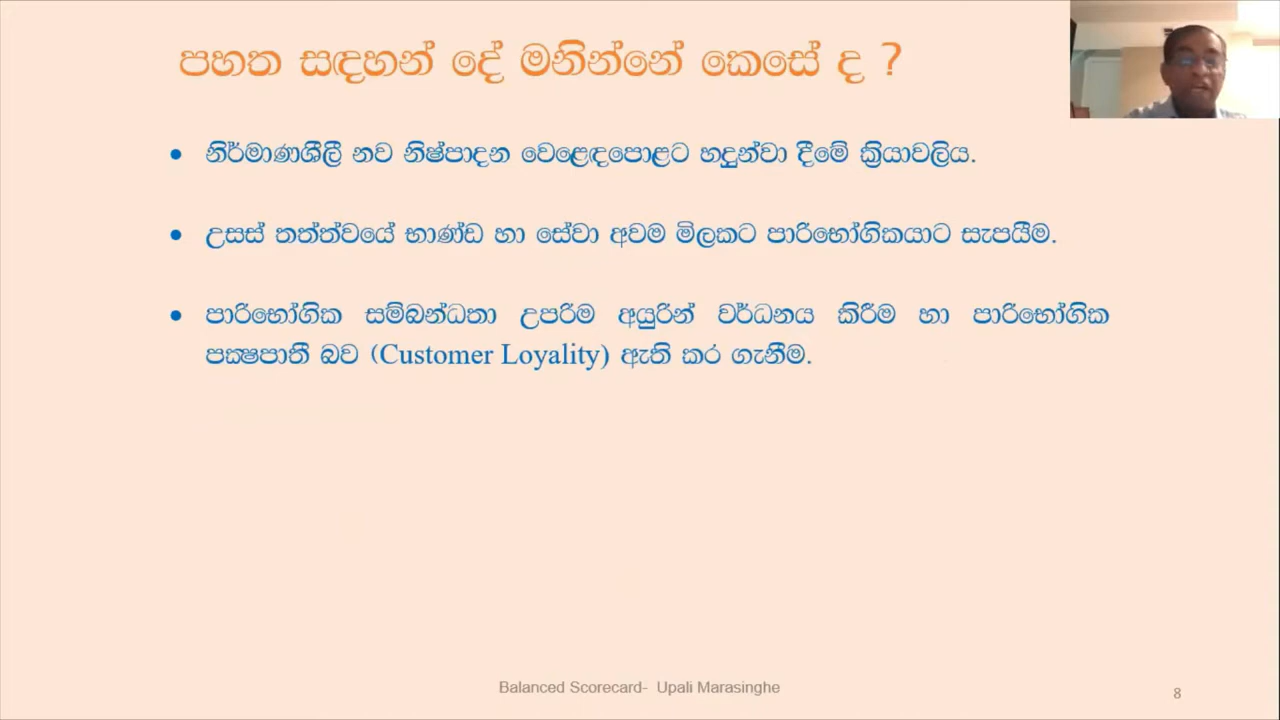 පහත සඳහන් දේ මනින්නේ කෙසේ ද ?
• නිර්මාණශීලී නව නිෂ්පාදන වෙළෙඳපොළට හඳුන්වා දීමේ ක්‍රියාවලිය.
• උසස් තත්ත්වයේ භාණ්ඩ හා සේවා අවම මිලකට පාරිභෝගිකයාට සැපයීම.
• පාරිභෝගික සම්බන්ධතා උපරිම අයුරින් වර්ධනය කිරීම හා පාරිභෝගික
පක්‍ෂපාතී බව (Customer Loyality) ඇති කර ගැනීම.
Balanced Scorecard- Upali Marasinghe
8